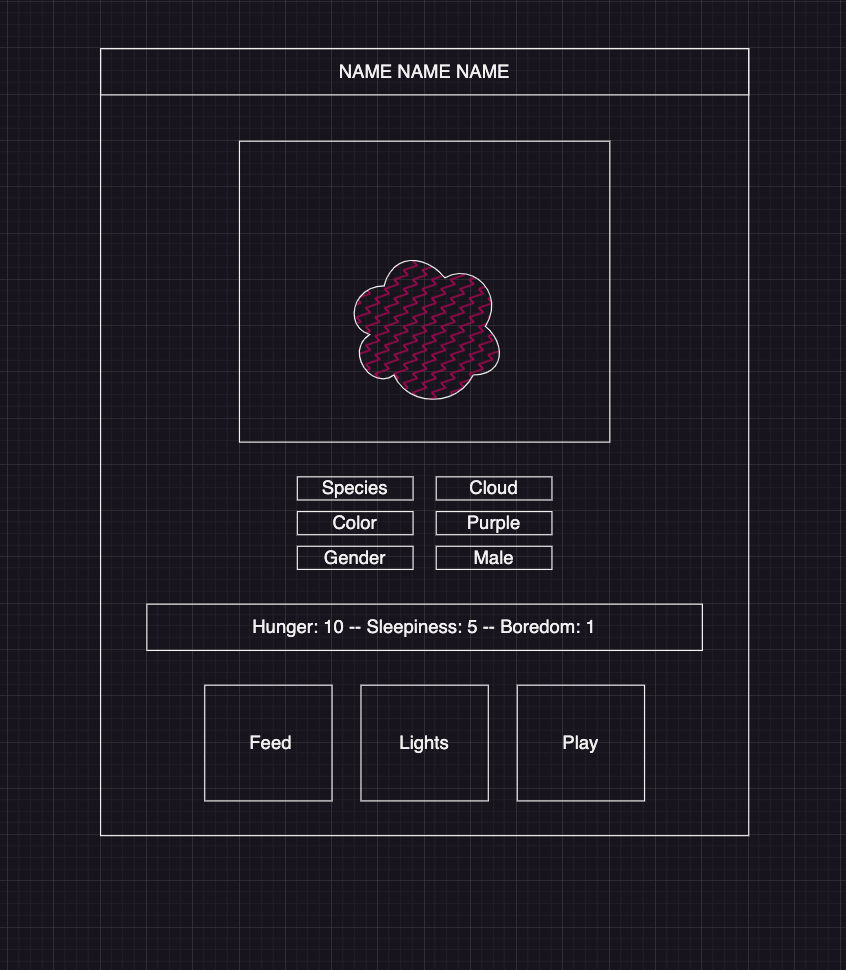 NAME NAME NAME
Species Cloud
Color Purple
Gender Male
Hunger: 10 -- Sleepiness: 5 -- Boredom: 1
Feed Lights Play